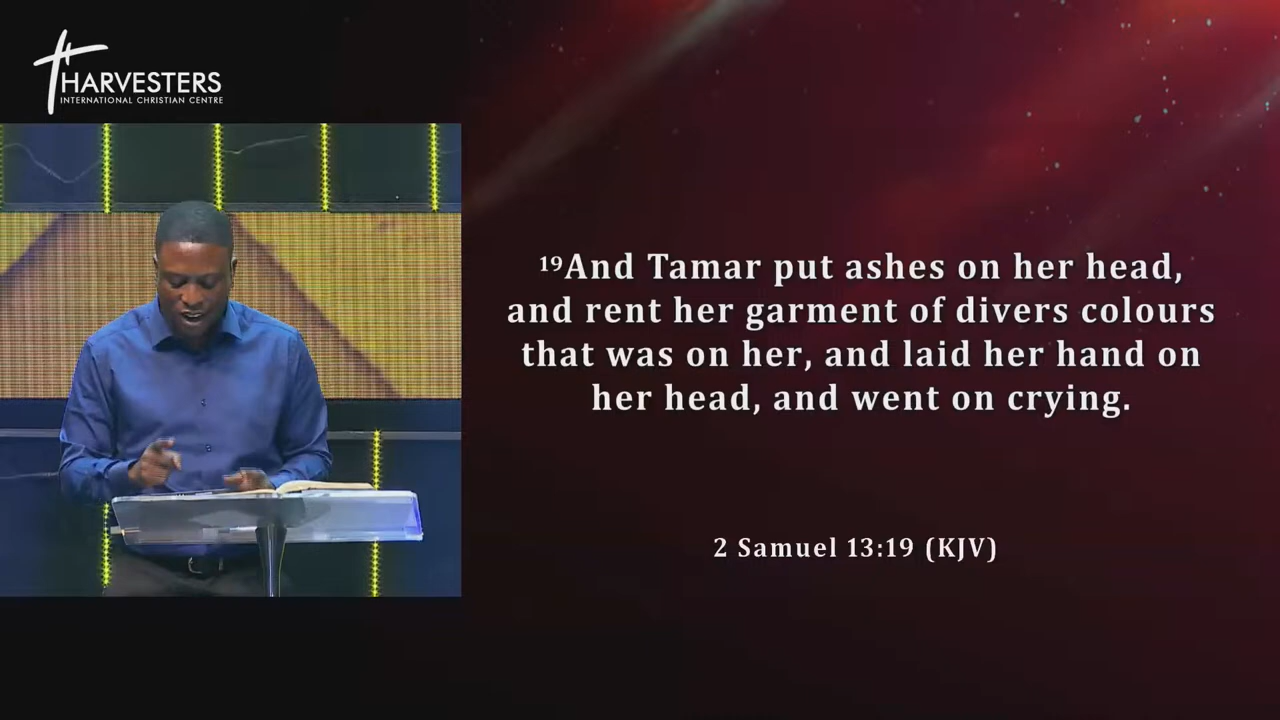 HARVESTERS
INTERNATIONAL CHRISTIAN CENTRE
19And Tamar put ashes on her head,
and rent her garment of divers colours
that was on her, and laid her hand on
her head, and went on crying.
2 Samuel 13:19 (KJV)